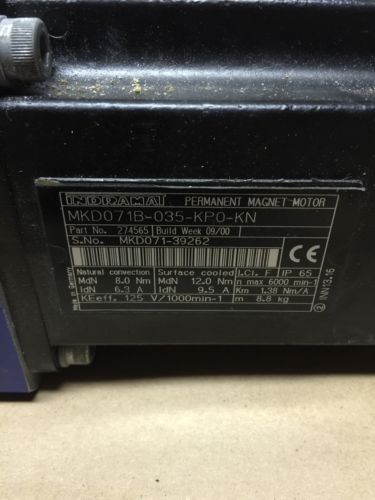 INDRAMAT PERMANENT MAGNET MOTOR
MKD071B-035-KP0-KN
Part No. 274565 Build Week 09/00
S.No. MKD071-39262
CE
Natural convection Surface cooled I.Cl. F IP 65
MdN 8.0 Nm MdN 12.0 Nm n max 6000 min-1
IdN 6.3 A IdN 9.5 A Km 1.38 Nm/A
KEeff. 125 V/1000min-1 m 8.8 kg
Made in Germany
2 INN13.16